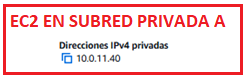 EC2 EN SUBRED PRIVADA A
Direcciones IPv4 privadas
10.0.11.40